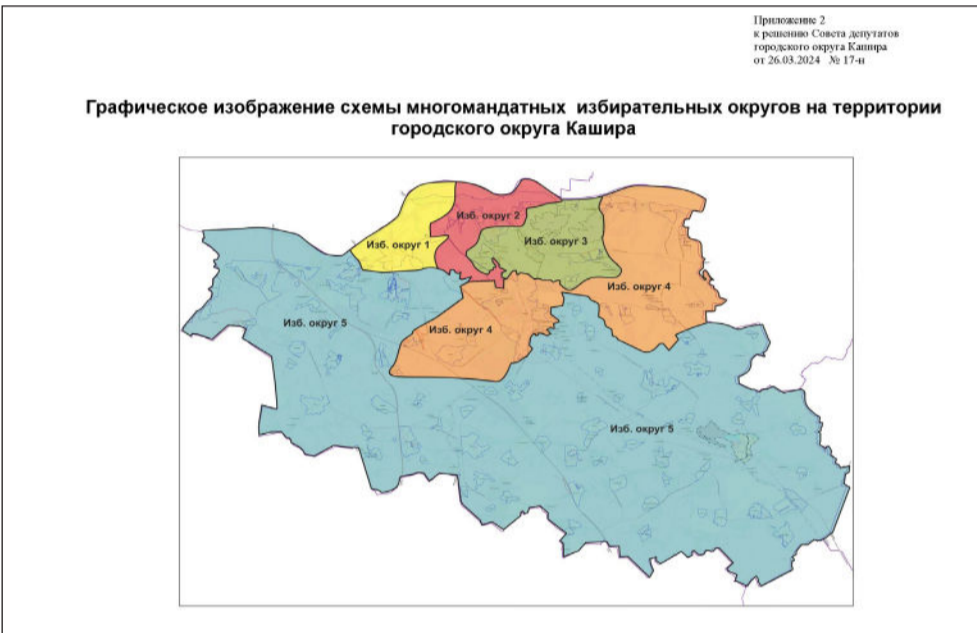 Приложение 2
к решению Совета депутатов
городского округа Кашира
от 26.03.2024 № 17-н
Графическое изображение схемы многомандатных избирательных округов на территории
городского округа Кашира
Изб. округ 2
Изб. округ 1
Изб. округ 3
Изб. округ 4
Изб. округ 5
Изб. округ 4
Изб. округ 5